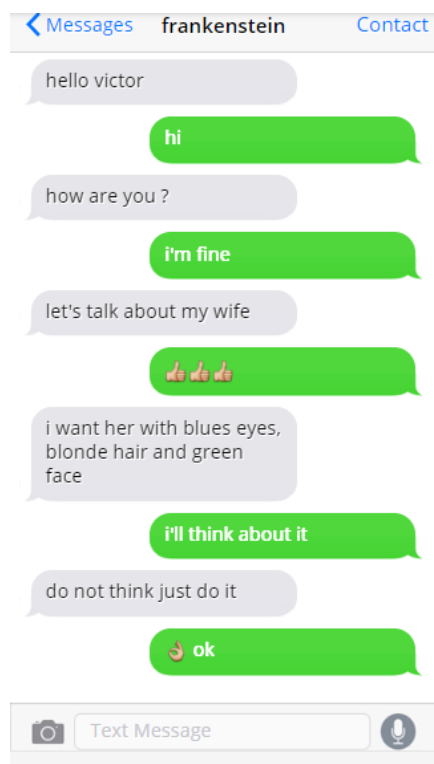 Messages frankenstein Contact
hello victor
hi
how are you ?
i'm fine
let's talk about my wife
👍👍👍
i want her with blues eyes,
blonde hair and green
face
i'll think about it
do not think just do it
👌 ok
Text Message